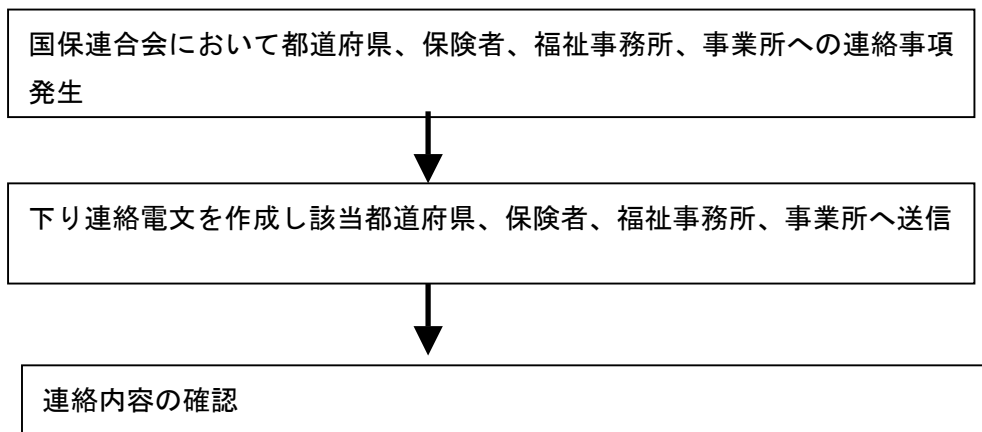 国保連合会において都道府県、保険者、福祉事務所、事業所への連絡事項
発生
下り連絡電文を作成し該当都道府県、保険者、福祉事務所、事業所へ送信
連絡内容の確認